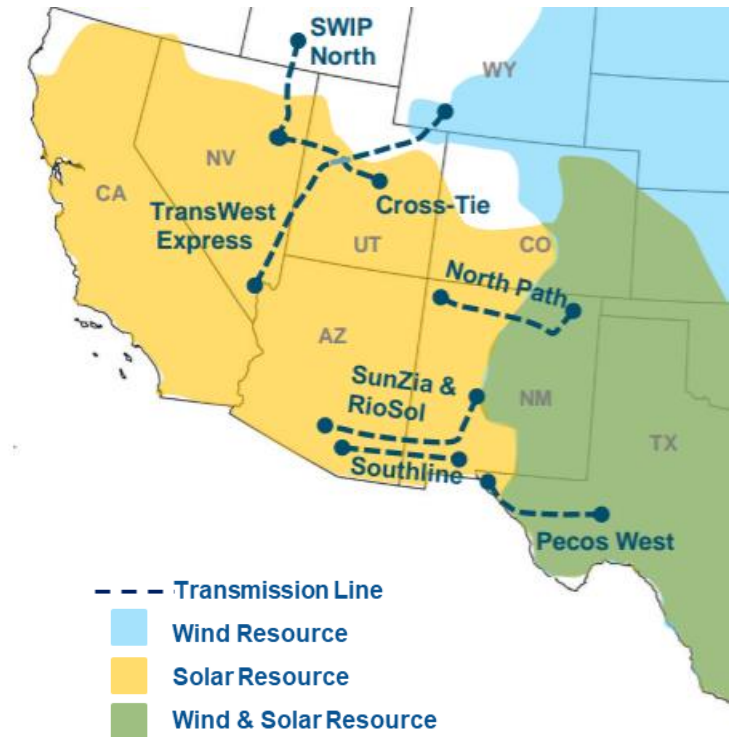 SWIP
North
WY
NV
CA
Cross-Tie
TransWest
Express
UT
CO
North Path
AZ
SunZia &
RioSol
NM
TX
Southline
Pecos West
Transmission Line
Wind Resource
Solar Resource
Wind & Solar Resource